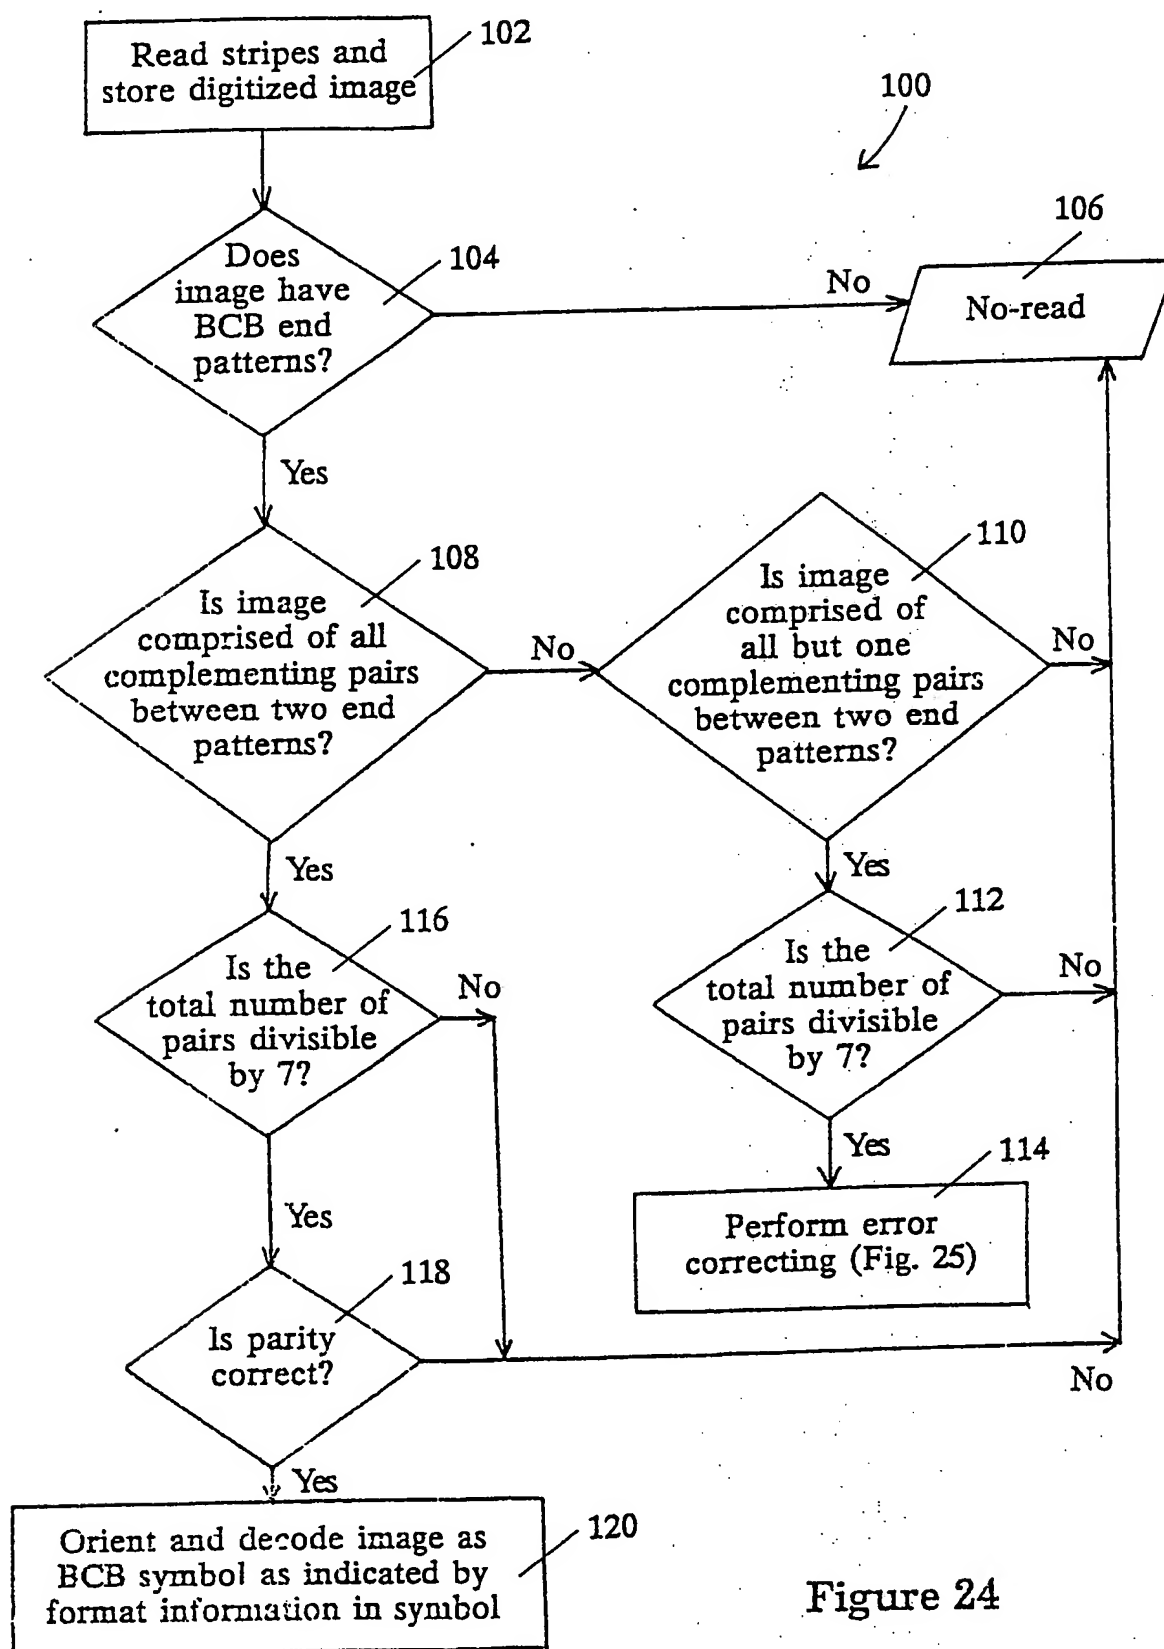 Read stripes and
store digitized image
102
100
Does
image have
BCB end
patterns?
104
No
106
No-read
Yes
Is image
comprised of all
complementing pairs
between two end
patterns?
108
No
Is image
comprised of
all but one
complementing pairs
between two end
patterns?
110
No
Yes
Yes
Is the
total number of
pairs divisible
by 7?
116
No
Is the
total number of
pairs divisible
by 7?
112
No
Yes
Yes
Perform error
correcting (Fig. 25)
114
Is parity
correct?
118
No
Yes
Orient and decode image as
BCB symbol as indicated by
format information in symbol
120
Figure 24